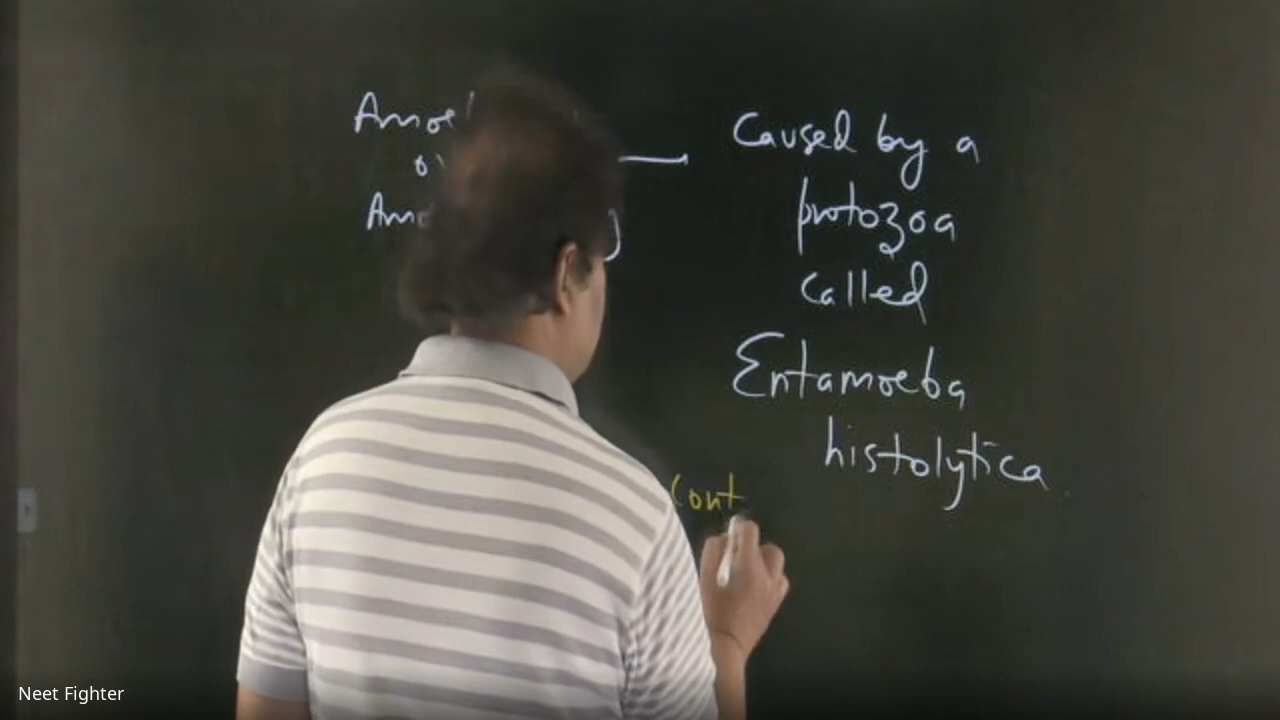 Caused by a
protozoa
called
Entamoeba
histolytica.
Cont
Neet Fighter